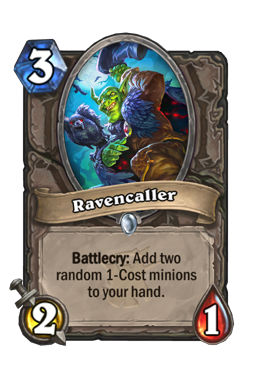 3
Ravencaller
Battlecry: Add two
random 1-Cost minions
to your hand.
2
1